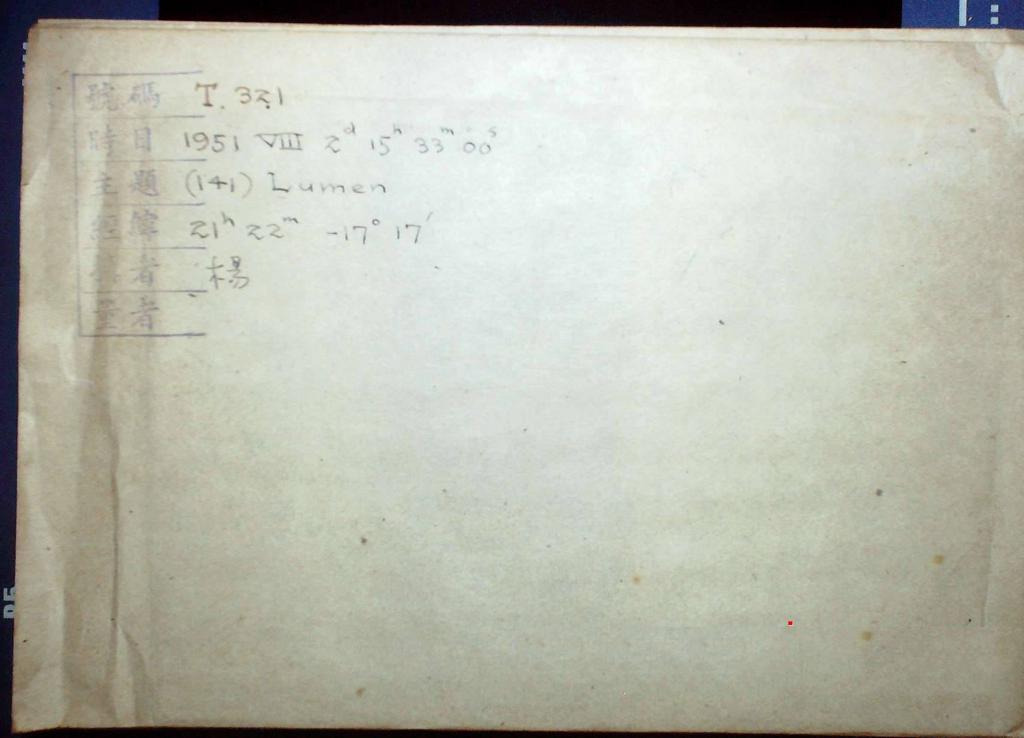 號碼 T. 321
時日 1951 VIII 2ᵈ 15ʰ 33ᵐ 00ˢ
主題 (141) Lumen
經緯 21ʰ 22ᵐ -17° 17′
者 楊
量者